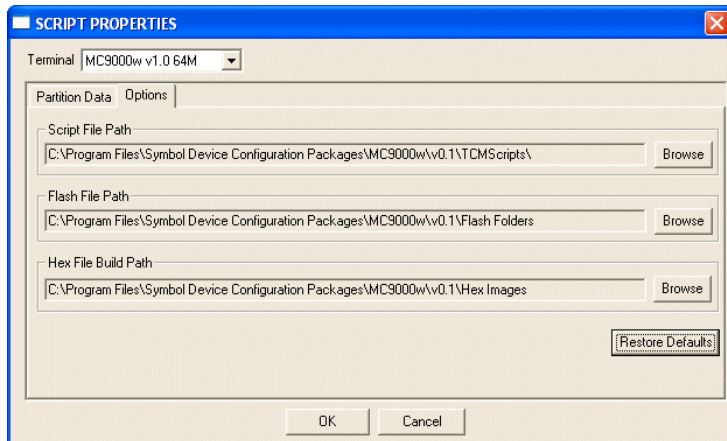 SCRIPT PROPERTIES
Terminal MC9000w v1.0 64M
Partition Data Options
Script File Path
C:\Program Files\Symbol Device Configuration Packages\MC9000w\v0.1\TCMScripts\ Browse
Flash File Path
C:\Program Files\Symbol Device Configuration Packages\MC9000w\v0.1\Flash Folders Browse
Hex File Build Path
C:\Program Files\Symbol Device Configuration Packages\MC9000w\v0.1\Hex Images Browse
Restore Defaults
OK Cancel